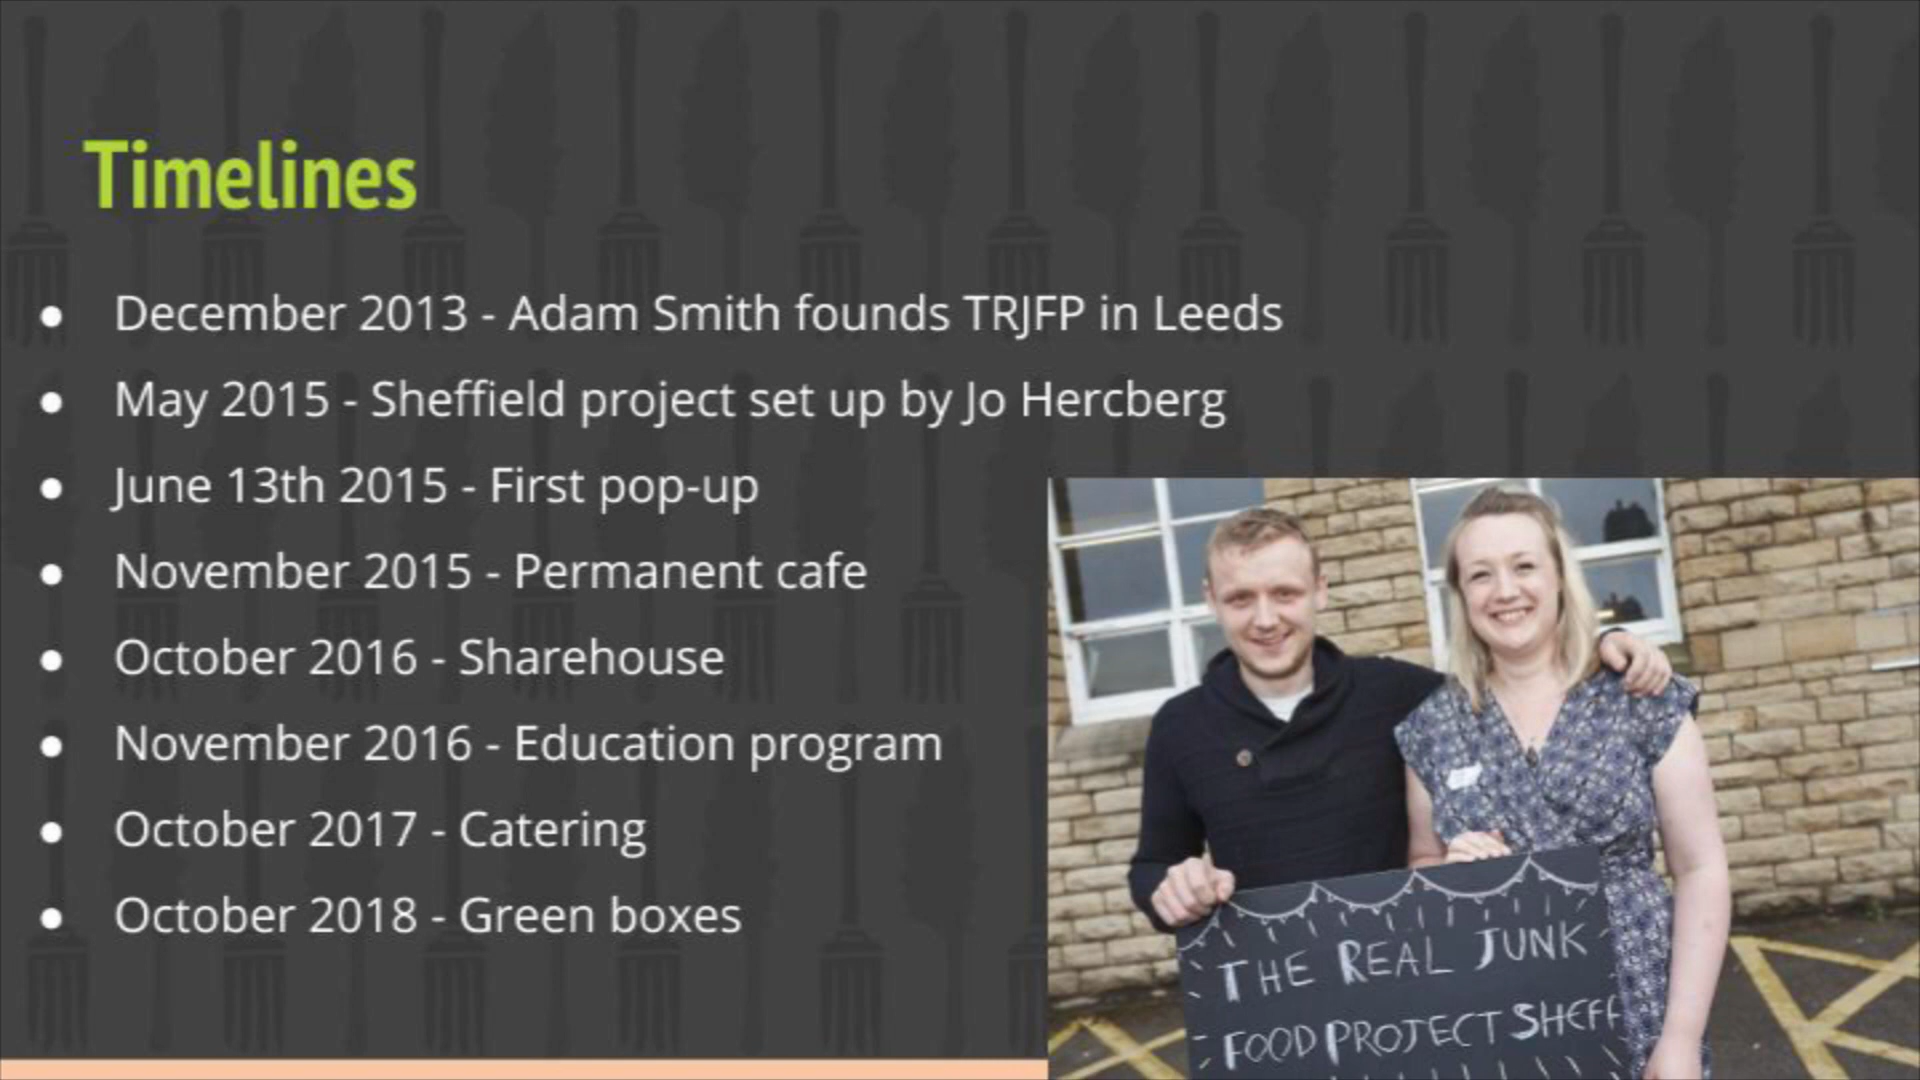 Timelines
● December 2013 - Adam Smith founds TRJFP in Leeds
● May 2015 - Sheffield project set up by Jo Hercberg
● June 13th 2015 - First pop-up
● November 2015 - Permanent cafe
● October 2016 - Sharehouse
● November 2016 - Education program
● October 2017 - Catering
● October 2018 - Green boxes
THE REAL JUNK
FOOD PROJECT SHEFF